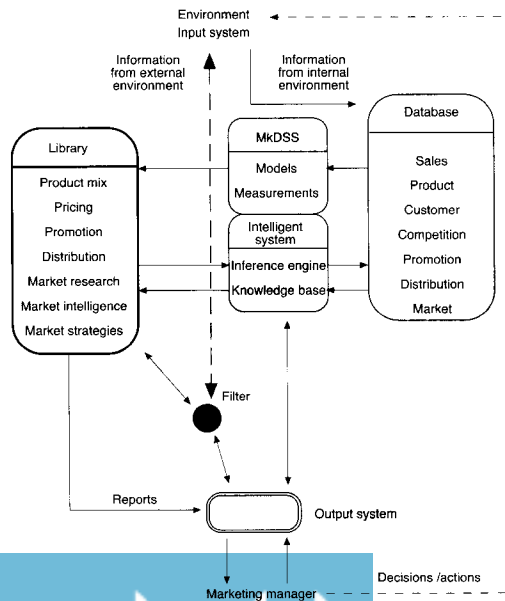 Environment
Input system
Information
from external
environment
Information
from internal
environment
Library
Product mix
Pricing
Promotion
Distribution
Market research
Market intelligence
Market strategies
MkDSS
Models
Measurements
Intelligent
system
Inference engine
Knowledge base
Database
Sales
Product
Customer
Competition
Promotion
Distribution
Market
Filter
Reports
Output system
Decisions /actions
Marketing manager